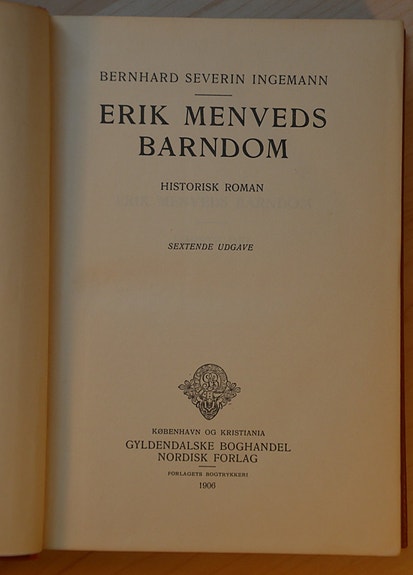 BERNHARD SEVERIN INGEMANN
ERIK MENVEDS
BARNDOM
HISTORISK ROMAN
SEXTENDE UDGAVE
KØBENHAVN OG KRISTIANIA
GYLDENDALSKE BOGHANDEL
NORDISK FORLAG
FORLAGETS BOGTRYKKERI
1906